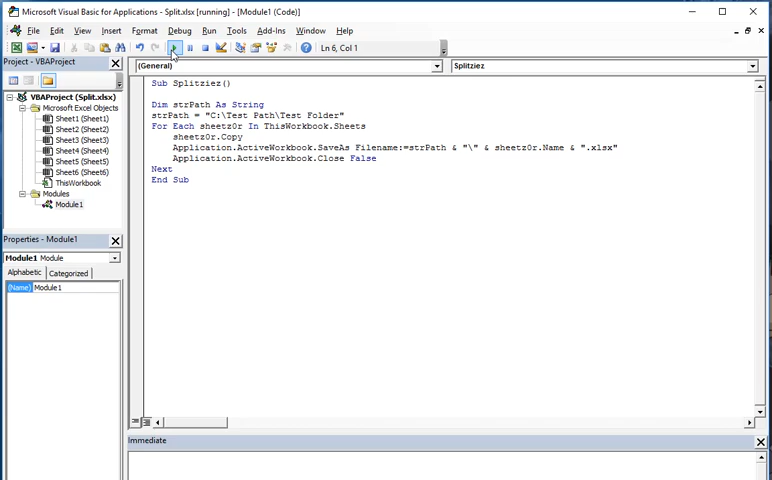 Microsoft Visual Basic for Applications - Split.xlsx [running] - [Module1 (Code)]
File Edit View Insert Format Debug Run Tools Add-Ins Window Help
Ln 6, Col 1
Project - VBAProject
(General)
Splitziez
VBAProject (Split.xlsx)
Microsoft Excel Objects
Sheet1 (Sheet1)
Sheet2 (Sheet2)
Sheet3 (Sheet3)
Sheet4 (Sheet4)
Sheet5 (Sheet5)
Sheet6 (Sheet6)
ThisWorkbook
Modules
Module1
Properties - Module1
Module1 Module
Alphabetic Categorized
(Name) Module1
Sub Splitziez()
Dim strPath As String
strPath = "C:\Test Path\Test Folder"
For Each sheetz0r In ThisWorkbook.Sheets
sheetz0r.Copy
Application.ActiveWorkbook.SaveAs Filename:=strPath & "\" & sheetz0r.Name & ".xlsx"
Application.ActiveWorkbook.Close False
Next
End Sub
Immediate